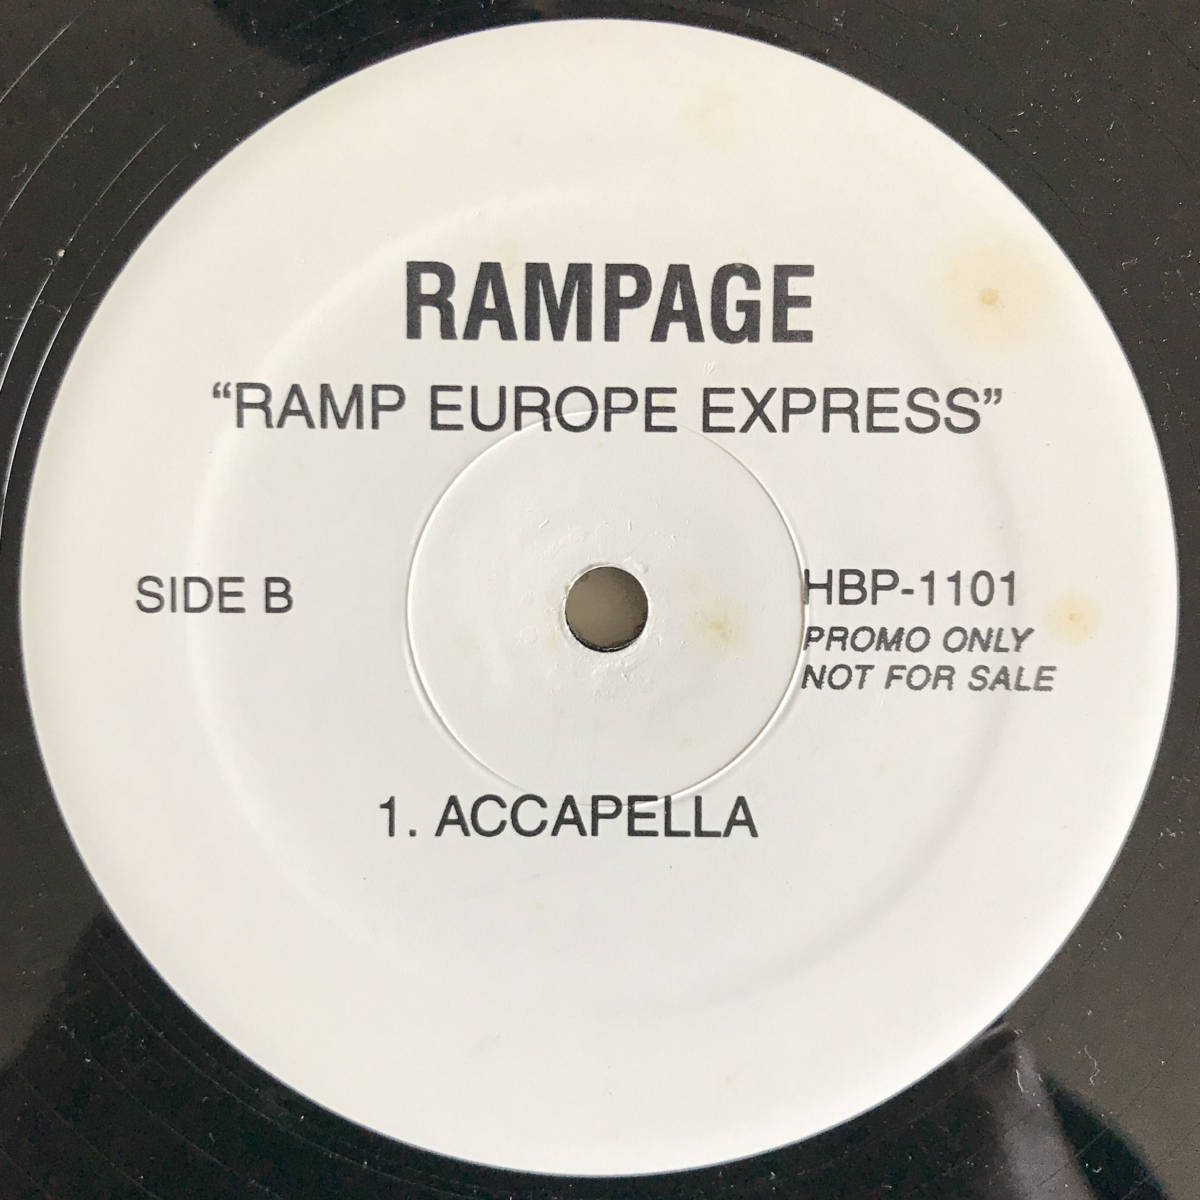 RAMPAGE
“RAMP EUROPE EXPRESS”
SIDE B
HBP-1101
PROMO ONLY
NOT FOR SALE
1. ACCAPELLA